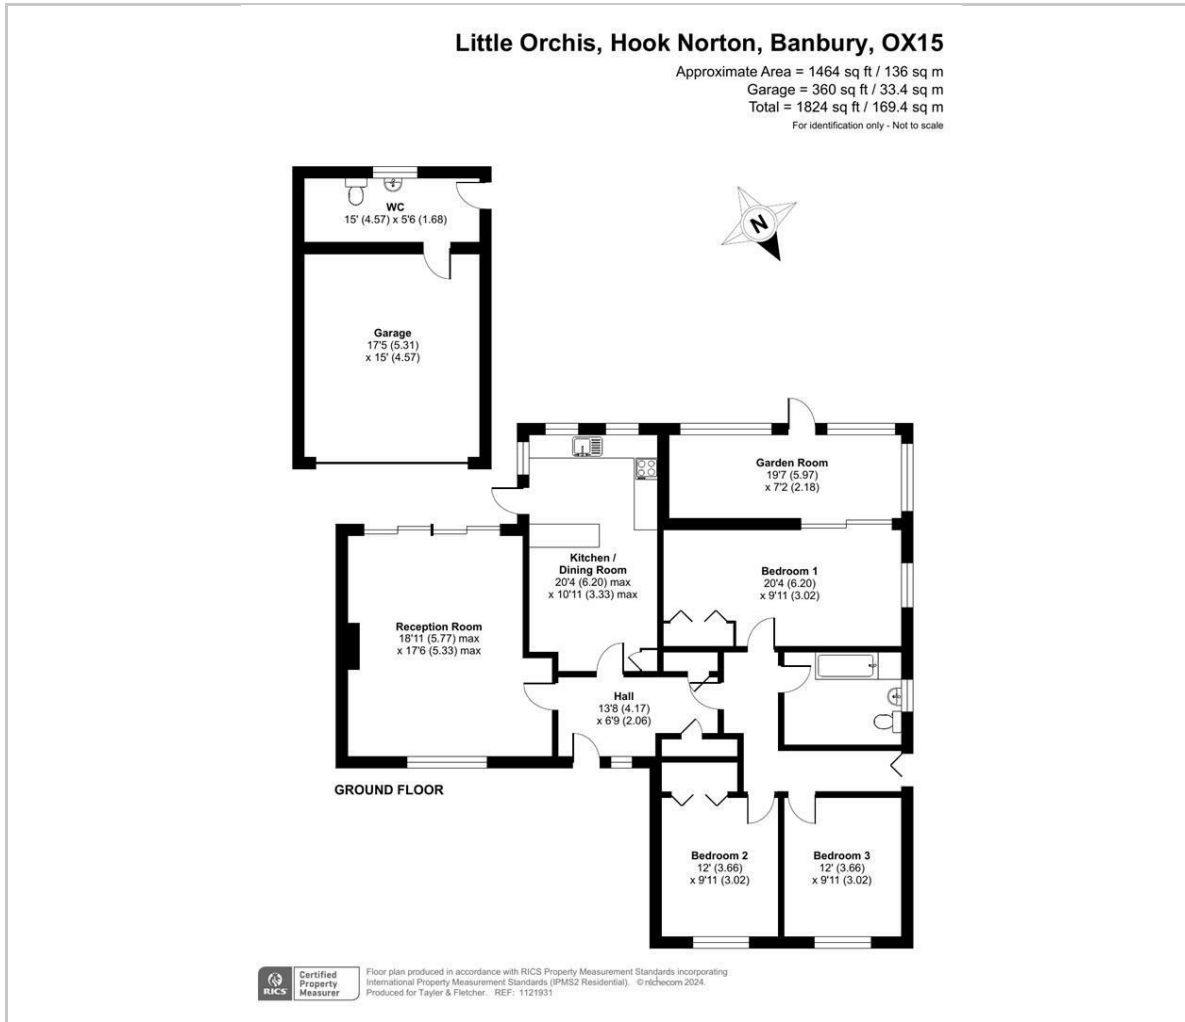 Little Orchis, Hook Norton, Banbury, OX15
Approximate Area = 1464 sq ft / 136 sq m
Garage = 360 sq ft / 33.4 sq m
Total = 1824 sq ft / 169.4 sq m
For identification only - Not to scale
WC
15' (4.57) x 5'6 (1.68)
N
Garage
17'5 (5.31)
x 15' (4.57)
Garden Room
19'7 (5.97)
x 7'2 (2.18)
Kitchen /
Dining Room
20'4 (6.20) max
x 10'11 (3.33) max
Bedroom 1
20'4 (6.20)
x 9'11 (3.02)
Reception Room
18'11 (5.77) max
x 17'6 (5.33) max
Hall
13'8 (4.17)
x 6'9 (2.06)
GROUND FLOOR
Bedroom 2
12' (3.66)
x 9'11 (3.02)
Bedroom 3
12' (3.66)
x 9'11 (3.02)
RICS
Certified
Property
Measurer
Floor plan produced in accordance with RICS Property Measurement Standards incorporating
International Property Measurement Standards (IPMS2 Residential). © nichecom 2024.
Produced for Tayler & Fletcher. REF: 1121931